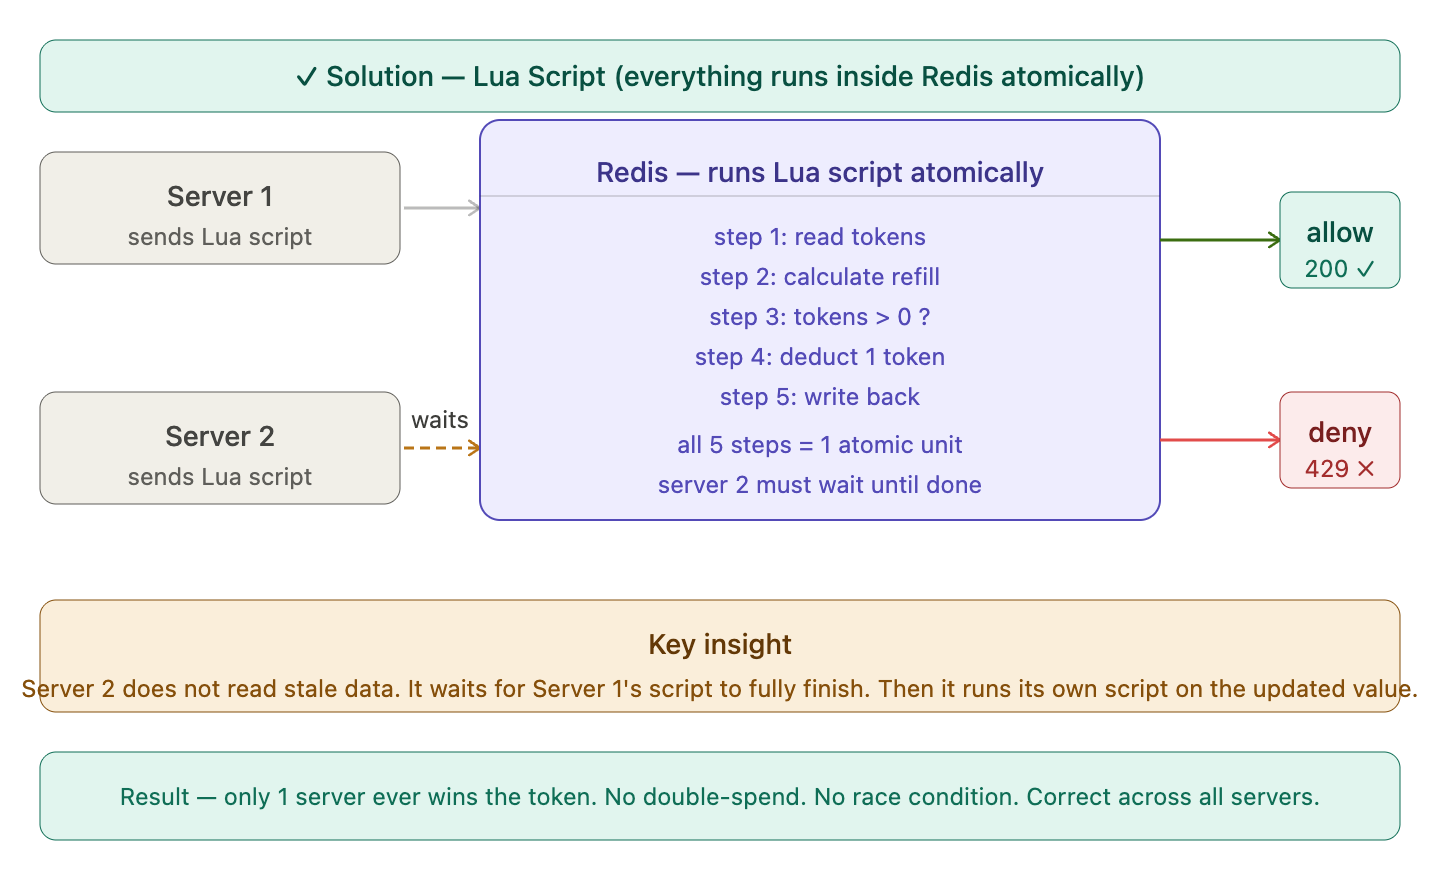 ✓ Solution — Lua Script (everything runs inside Redis atomically)
Server 1
sends Lua script
Redis — runs Lua script atomically
step 1: read tokens
step 2: calculate refill
step 3: tokens > 0 ?
step 4: deduct 1 token
step 5: write back
all 5 steps = 1 atomic unit
server 2 must wait until done
allow
200 ✓
Server 2
sends Lua script
waits
deny
429 ✕
Key insight
Server 2 does not read stale data. It waits for Server 1's script to fully finish. Then it runs its own script on the updated value.
Result — only 1 server ever wins the token. No double-spend. No race condition. Correct across all servers.